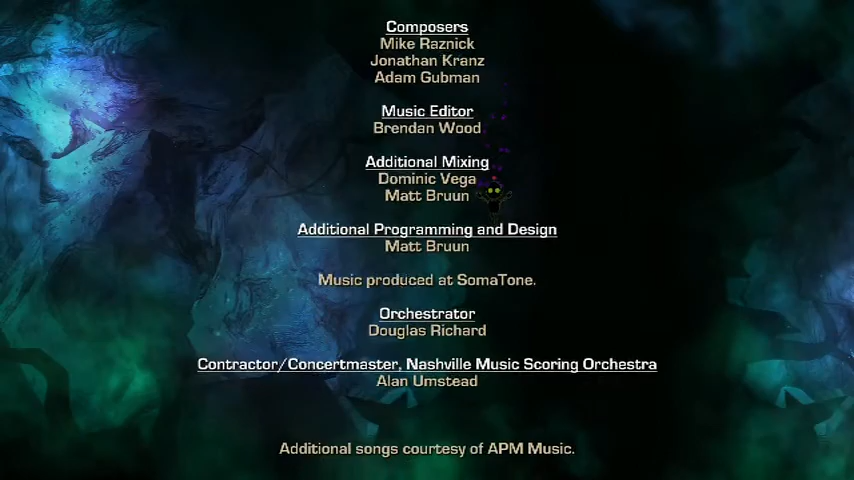 Composers
Mike Raznick
Jonathan Kranz
Adam Gubman
Music Editor
Brendan Wood
Additional Mixing
Dominic Vega
Matt Bruun
Additional Programming and Design
Matt Bruun
Music produced at SomaTone.
Orchestrator
Douglas Richard
Contractor/Concertmaster, Nashville Music Scoring Orchestra
Alan Umstead
Additional songs courtesy of APM Music.